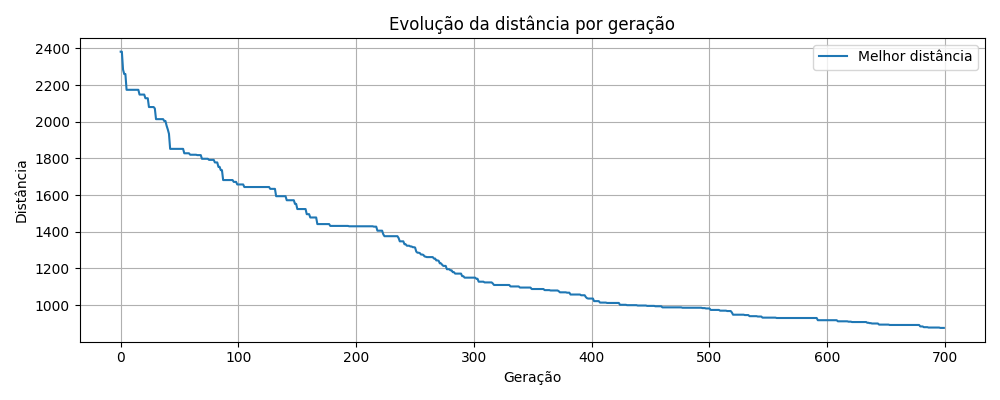 Evolução da distância por geração
Melhor distância
Distância
2400
2200
2000
1800
1600
1400
1200
1000
0 100 200 300 400 500 600 700
Geração